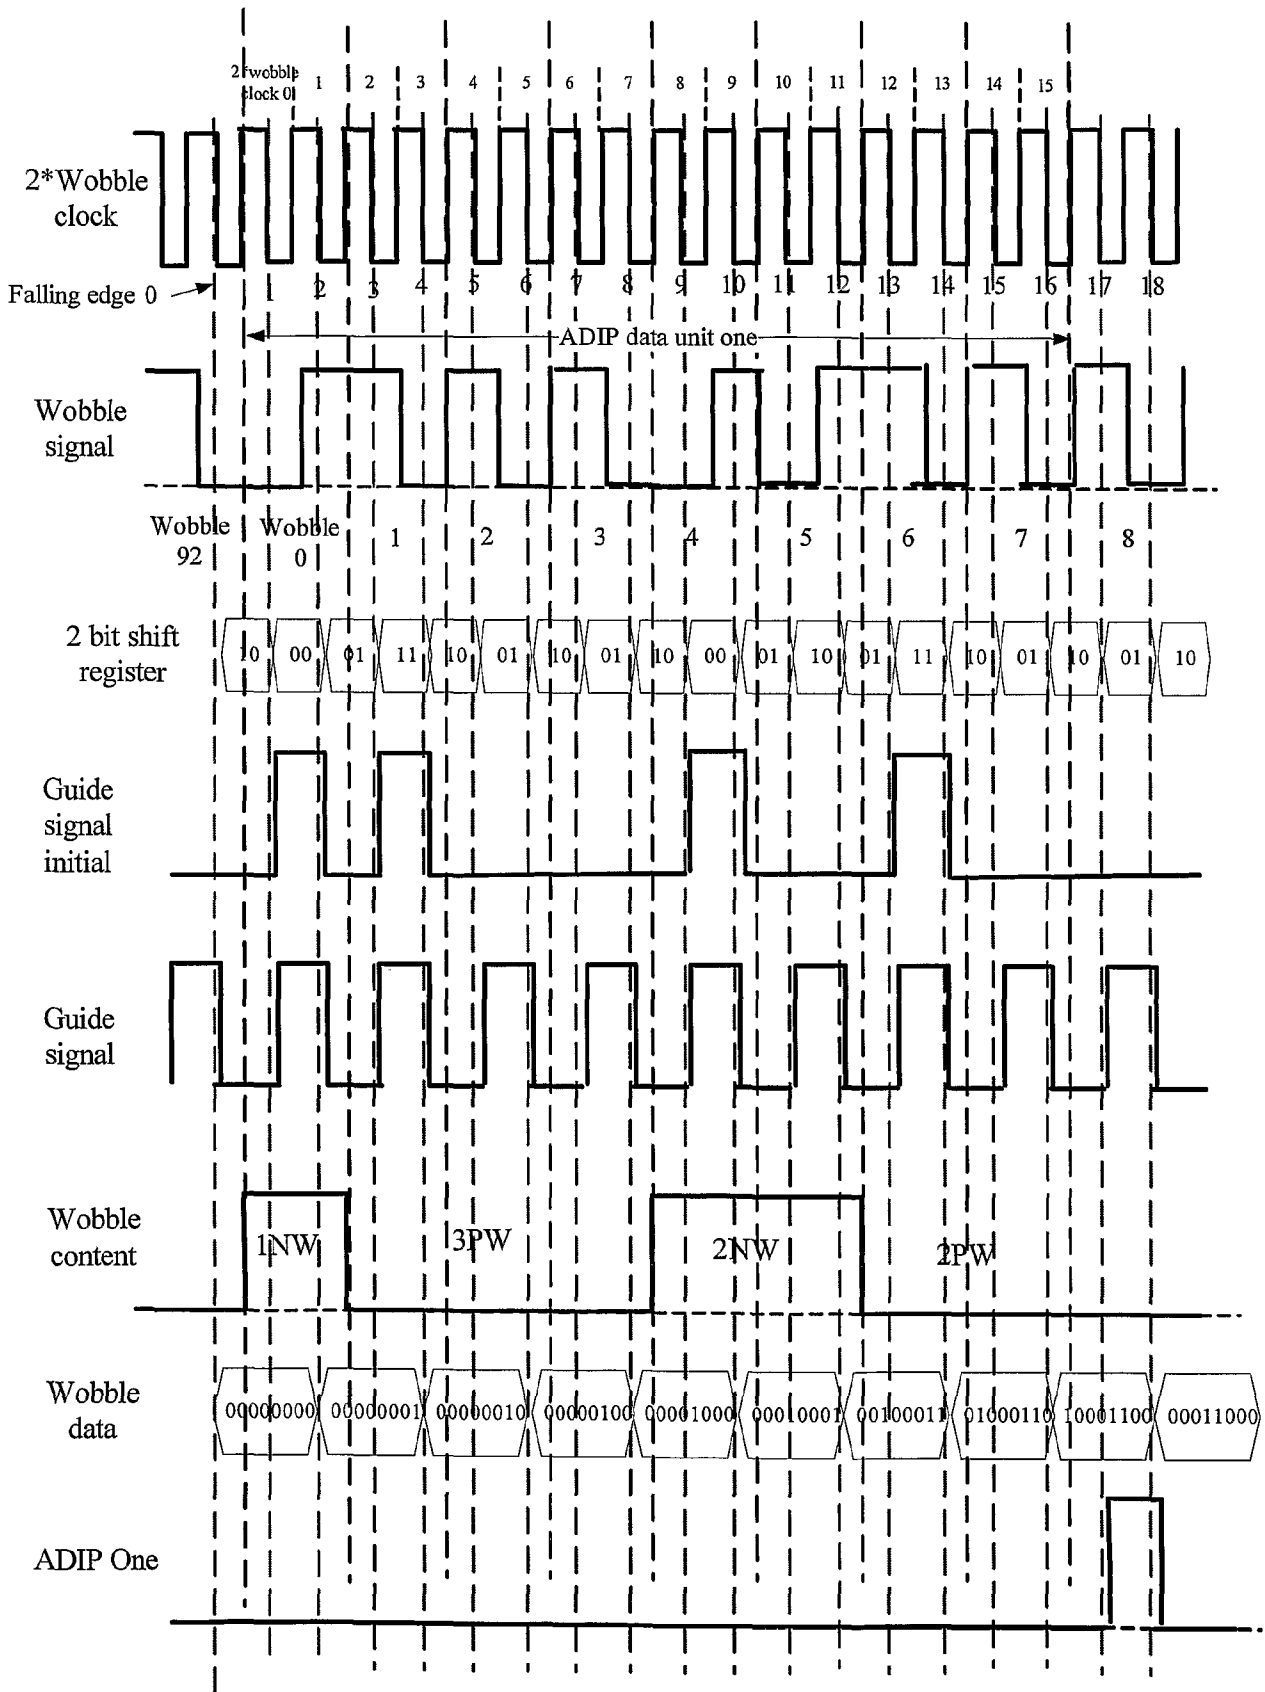 2*wobble 1 2 3 4 5 6 7 8 9 10 11 12 13 14 15
clock 0
2*Wobble
clock
Falling edge 0 1 2 3 4 5 6 7 8 9 10 11 12 13 14 15 16 17 18
ADIP data unit one
Wobble
signal
Wobble 92 Wobble 0 1 2 3 4 5 6 7 8
2 bit shift
register
10 00 01 11 10 01 10 01 10 00 01 10 01 11 10 01 10 01 10
Guide
signal
initial
Guide
signal
Wobble
content
1NW 3PW 2NW 2PW
Wobble
data
00000000 00000001 00000010 00000100 00001000 00010001 00100011 01000110 10001100 00011000
ADIP One